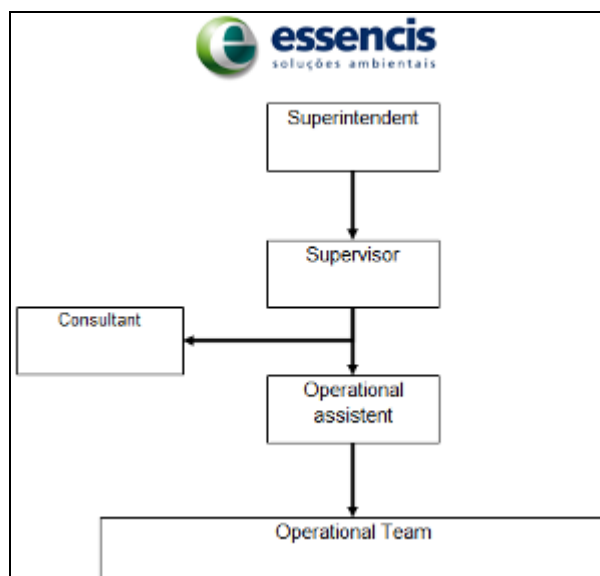 essencis
soluções ambientais
Superintendent
Supervisor
Consultant
Operational
assistent
Operational Team